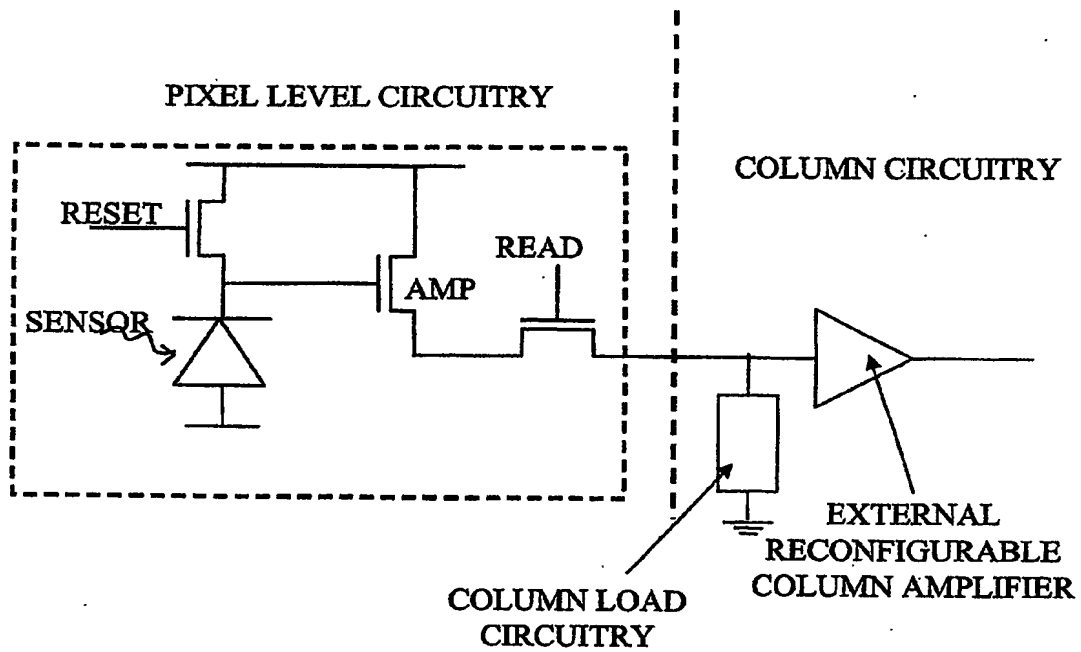 PIXEL LEVEL CIRCUITRY
COLUMN CIRCUITRY
RESET
READ
AMP
SENSOR
EXTERNAL
RECONFIGURABLE
COLUMN AMPLIFIER
COLUMN LOAD
CIRCUITRY